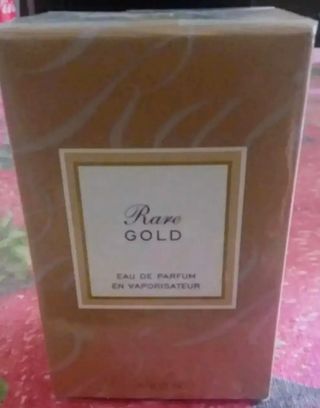 Rare
GOLD
EAU DE PARFUM
EN VAPORISATEUR